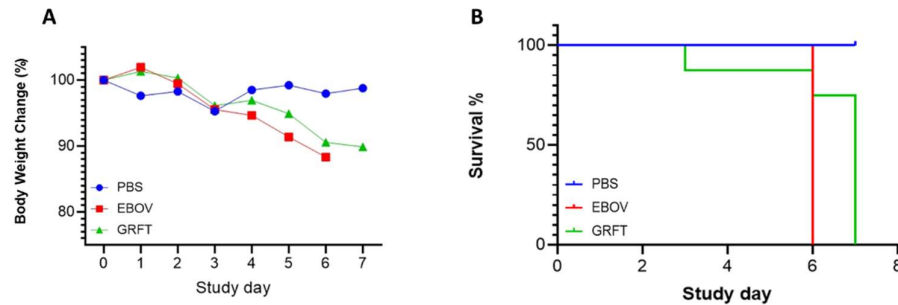 A
Body Weight Change (%)
100
90
80
PBS
EBOV
GRFT
0 1 2 3 4 5 6 7
Study day
B
Survival %
100
50
0
PBS
EBOV
GRFT
0 2 4 6 8
Study day